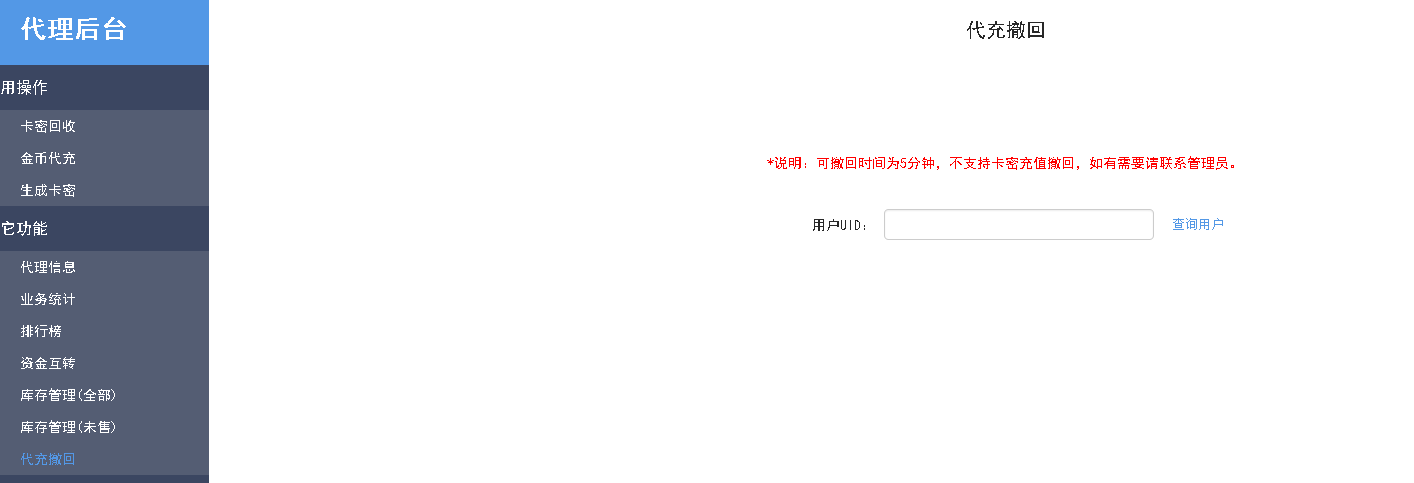 代理后台
用操作
卡密回收
金币代充
生成卡密
它功能
代理信息
业务统计
排行榜
资金互转
库存管理(全部)
库存管理(未售)
代充撤回
代充撤回
*说明：可撤回时间为5分钟，不支持卡密充值撤回，如有需要请联系管理员。
用户UID： 查询用户